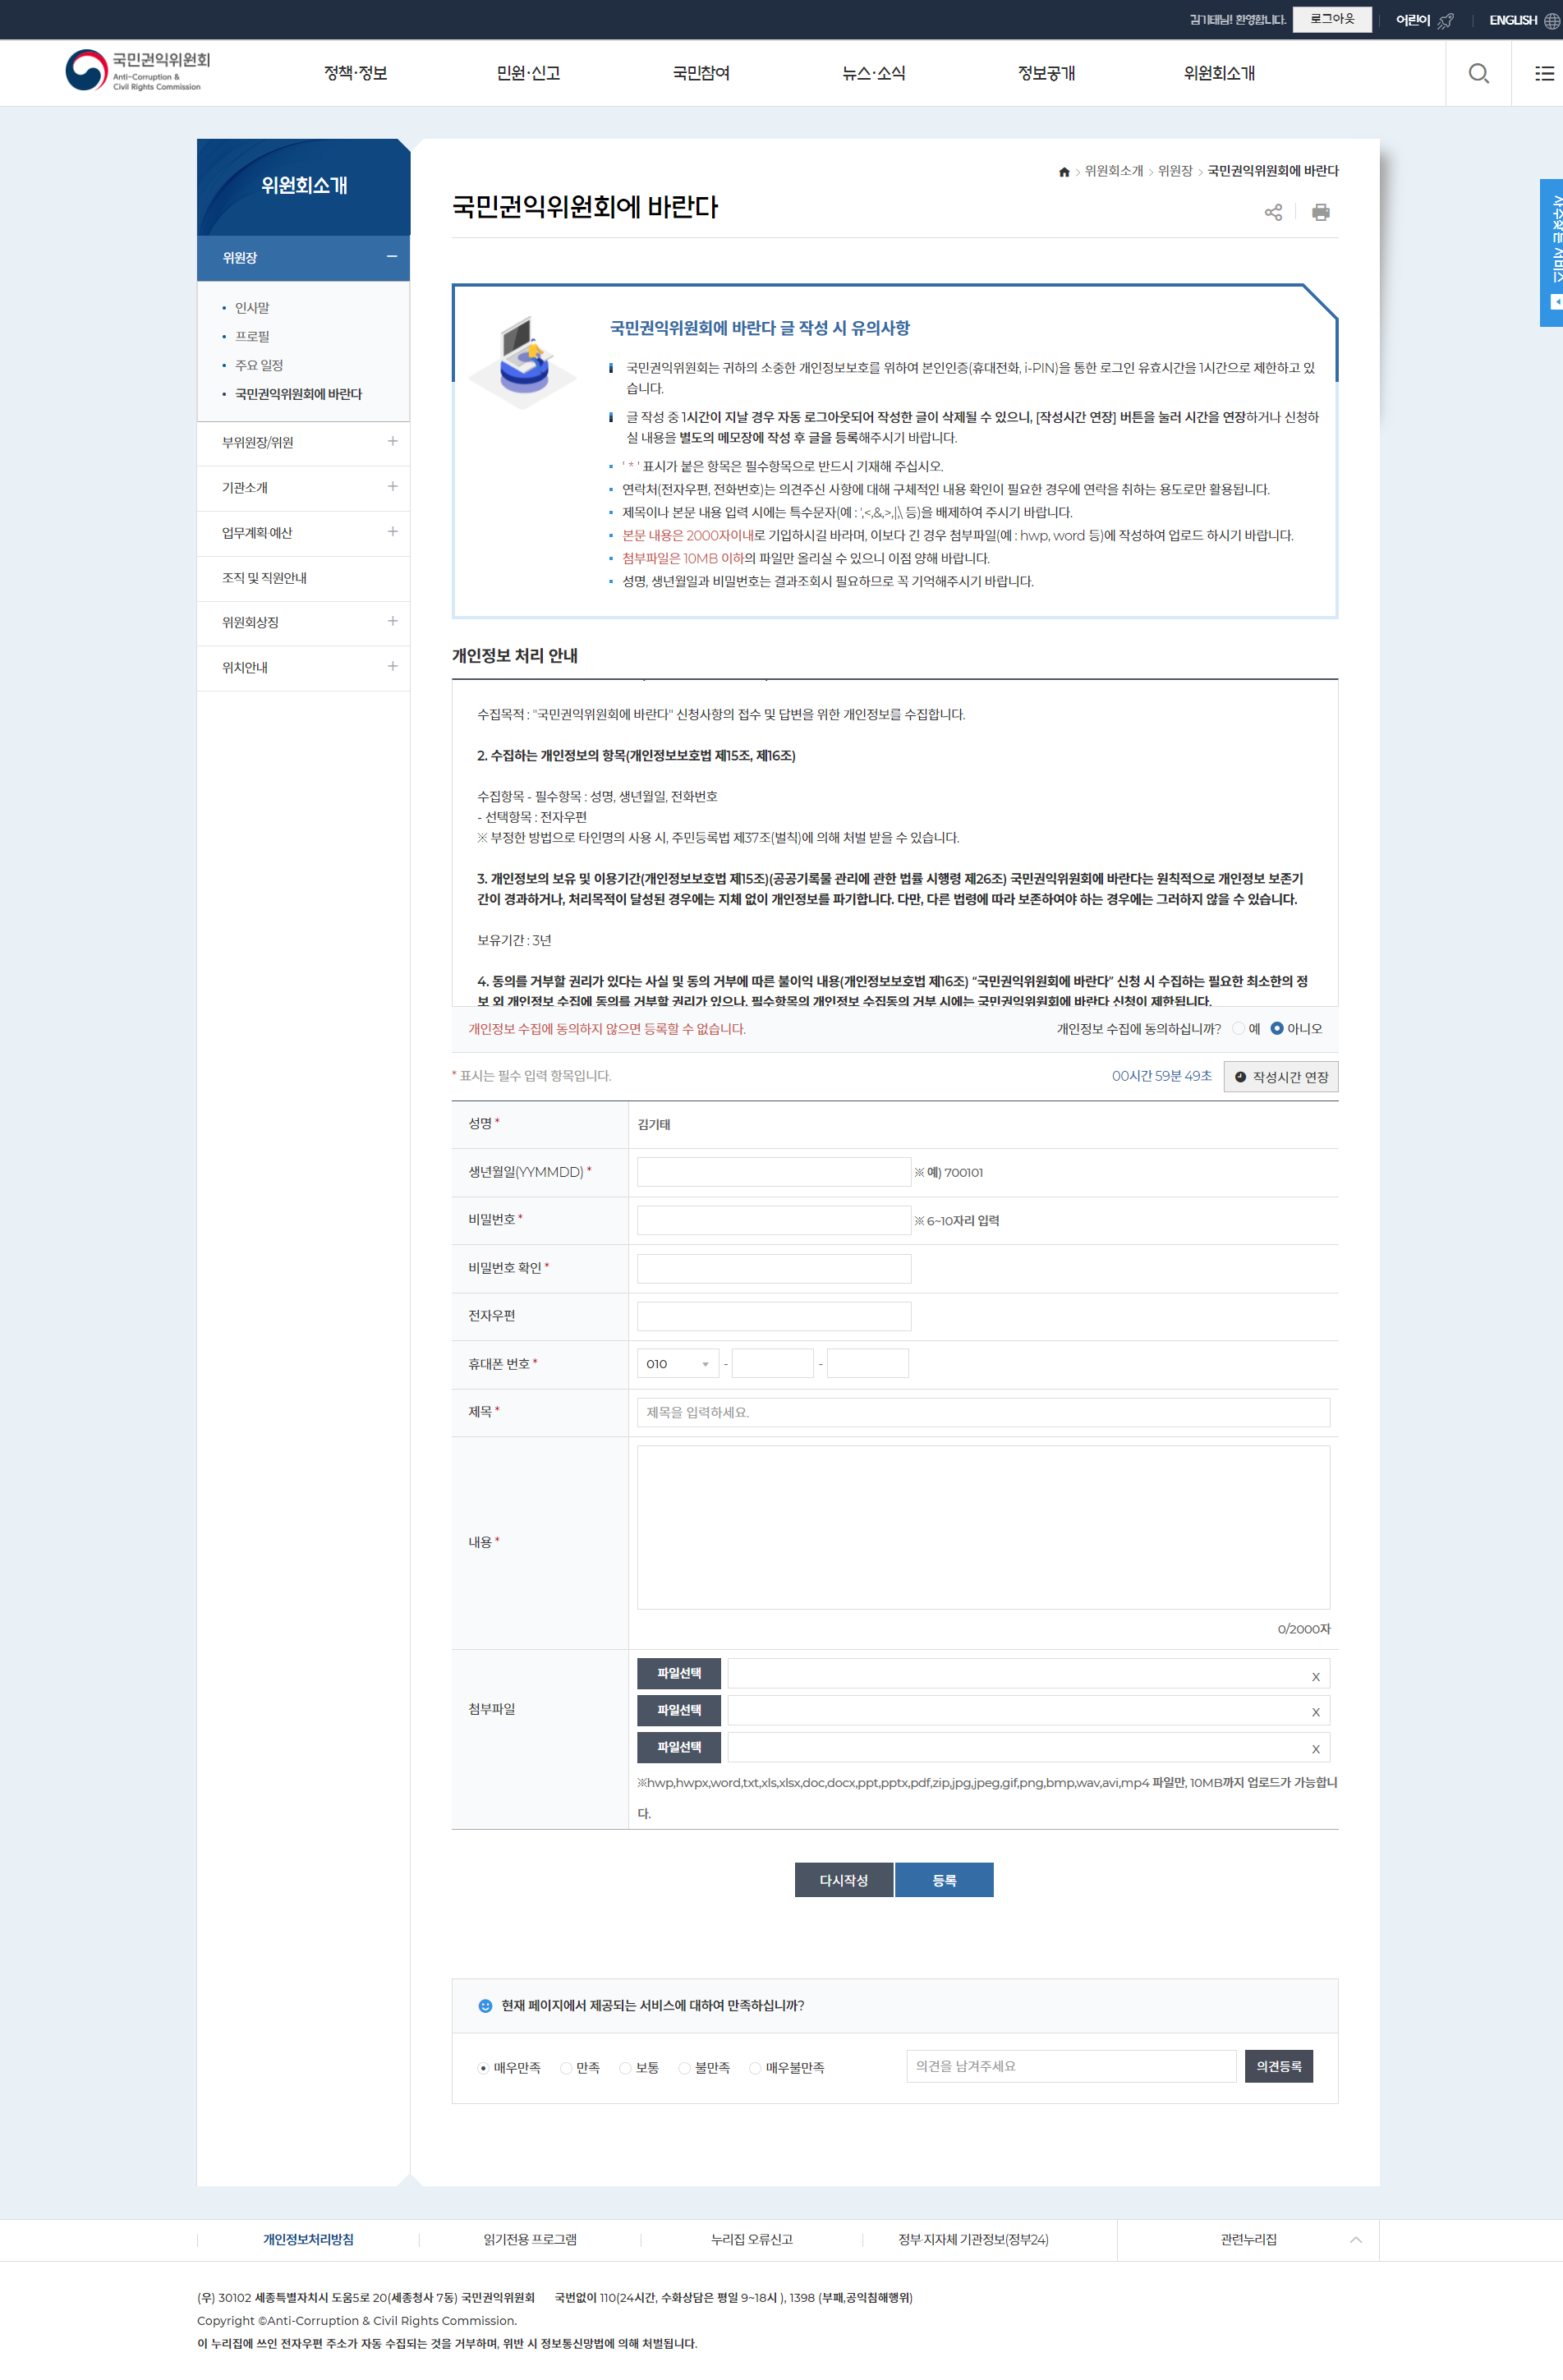 김기태님! 환영합니다. 로그아웃 어린이 ENGLISH
국민권익위원회
Anti-Corruption &
Civil Rights Commission
정책·정보 민원·신고 국민참여 뉴스·소식 정보공개 위원회소개
위원회소개
위원장
인사말
프로필
주요 일정
국민권익위원회에 바란다
부위원장/위원
기관소개
업무계획·예산
조직 및 직원안내
위원회상징
위치안내
위원회소개 > 위원장 > 국민권익위원회에 바란다
국민권익위원회에 바란다
국민권익위원회에 바란다 글 작성 시 유의사항
국민권익위원회는 귀하의 소중한 개인정보보호를 위하여 본인인증(휴대전화, i-PIN)을 통한 로그인 유효시간을 1시간으로 제한하고 있
습니다.
글 작성 중 1시간이 지날 경우 자동 로그아웃되어 작성한 글이 삭제될 수 있으니, [작성시간 연장] 버튼을 눌러 시간을 연장하거나 신청하
실 내용을 별도의 메모장에 작성 후 글을 등록해주시기 바랍니다.
' * ' 표시가 붙은 항목은 필수항목으로 반드시 기재해 주십시오.
연락처(전자우편, 전화번호)는 의견주신 사항에 대해 구체적인 내용 확인이 필요한 경우에 연락을 취하는 용도로만 활용됩니다.
제목이나 본문 내용 입력 시에는 특수문자(예 : ',<,&,>,|,\ 등)을 배제하여 주시기 바랍니다.
본문 내용은 2000자이내로 기입하시길 바라며, 이보다 긴 경우 첨부파일(예 : hwp, word 등)에 작성하여 업로드 하시기 바랍니다.
첨부파일은 10MB 이하의 파일만 올리실 수 있으니 이점 양해 바랍니다.
성명, 생년월일과 비밀번호는 결과조회시 필요하므로 꼭 기억해주시기 바랍니다.
개인정보 처리 안내
수집목적 : "국민권익위원회에 바란다" 신청사항의 접수 및 답변을 위한 개인정보를 수집합니다.
2. 수집하는 개인정보의 항목(개인정보보호법 제15조, 제16조)
수집항목 - 필수항목 : 성명, 생년월일, 전화번호
- 선택항목 : 전자우편
※ 부정한 방법으로 타인명의 사용 시, 주민등록법 제37조(벌칙)에 의해 처벌 받을 수 있습니다.
3. 개인정보의 보유 및 이용기간(개인정보보호법 제15조)(공공기록물 관리에 관한 법률 시행령 제26조) 국민권익위원회에 바란다는 원칙적으로 개인정보 보존기
간이 경과하거나, 처리목적이 달성된 경우에는 지체 없이 개인정보를 파기합니다. 다만, 다른 법령에 따라 보존하여야 하는 경우에는 그러하지 않을 수 있습니다.
보유기간 : 3년
4. 동의를 거부할 권리가 있다는 사실 및 동의 거부에 따른 불이익 내용(개인정보보호법 제16조) “국민권익위원회에 바란다” 신청 시 수집하는 필요한 최소한의 정
보 외 개인정보 수집에 동의를 거부할 권리가 있으나, 필수항목의 개인정보 수집동의 거부 시에는 국민권익위원회에 바란다 신청이 제한됩니다.
개인정보 수집에 동의하지 않으면 등록할 수 없습니다. 개인정보 수집에 동의하십니까? 예 아니오
* 표시는 필수 입력 항목입니다. 00시간 59분 49초 작성시간 연장
성명 * 김기태
생년월일(YYMMDD) * ※ 예) 700101
비밀번호 * ※ 6~10자리 입력
비밀번호 확인 *
전자우편
휴대폰 번호 * 010 - -
제목 * 제목을 입력하세요.
내용 *
0/2000자
첨부파일
파일선택 X
파일선택 X
파일선택 X
※hwp,hwpx,word,txt,xls,xlsx,doc,docx,ppt,pptx,pdf,zip,jpg,jpeg,gif,png,bmp,wav,avi,mp4 파일만, 10MB까지 업로드가 가능합니
다.
다시작성 등록
현재 페이지에서 제공되는 서비스에 대하여 만족하십니까?
매우만족 만족 보통 불만족 매우불만족 의견을 남겨주세요 의견등록
개인정보처리방침 읽기전용 프로그램 누리집 오류신고 정부·지자체 기관정보(정부24) 관련누리집
(우) 30102 세종특별자치시 도움5로 20(세종청사 7동) 국민권익위원회 국번없이 110(24시간, 수화상담은 평일 9~18시 ), 1398 (부패,공익침해행위)
Copyright ©Anti-Corruption & Civil Rights Commission.
이 누리집에 쓰인 전자우편 주소가 자동 수집되는 것을 거부하며, 위반 시 정보통신망법에 의해 처벌됩니다.